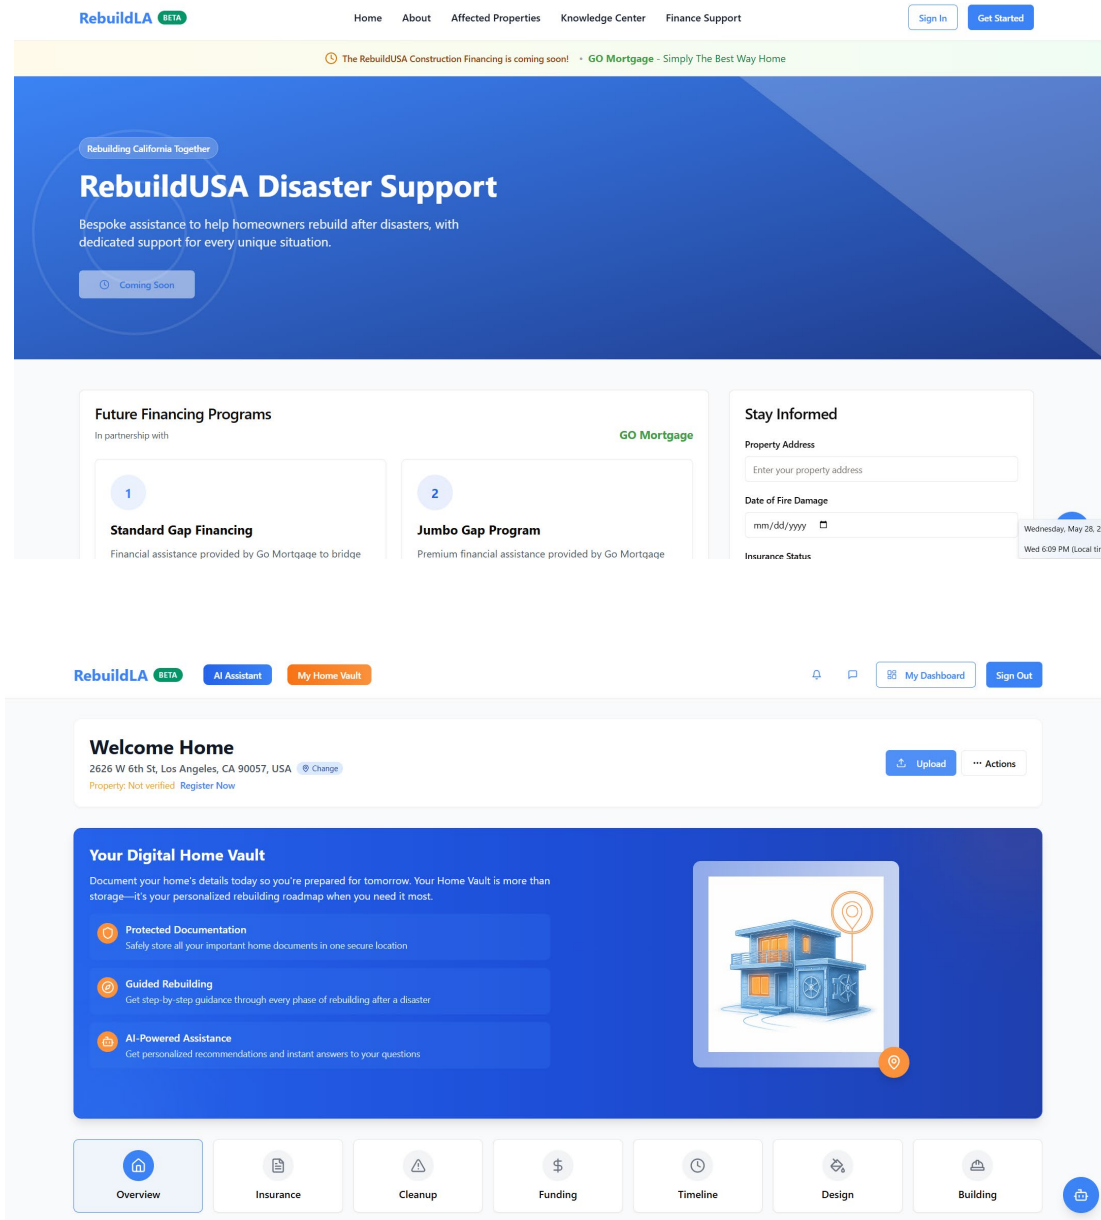 RebuildLA BETA Home About Affected Properties Knowledge Center Finance Support Sign In Get Started
The RebuildUSA Construction Financing is coming soon! • GO Mortgage - Simply The Best Way Home
Rebuilding California Together
RebuildUSA Disaster Support
Bespoke assistance to help homeowners rebuild after disasters, with
dedicated support for every unique situation.
Coming Soon
Future Financing Programs
In partnership with GO Mortgage
1
Standard Gap Financing
Financial assistance provided by Go Mortgage to bridge
2
Jumbo Gap Program
Premium financial assistance provided by Go Mortgage
Stay Informed
Property Address
Enter your property address
Date of Fire Damage
mm/dd/yyyy
Insurance Status
Wednesday, May 28, 2
Wed 6:09 PM (Local
RebuildLA BETA AI Assistant My Home Vault My Dashboard Sign Out
Welcome Home
2626 W 6th St, Los Angeles, CA 90057, USA Change
Property: Not verified Register Now
Upload ··· Actions
Your Digital Home Vault
Document your home's details today so you're prepared for tomorrow. Your Home Vault is more than
storage—it's your personalized rebuilding roadmap when you need it most.
Protected Documentation
Safely store all your important home documents in one secure location
Guided Rebuilding
Get step-by-step guidance through every phase of rebuilding after a disaster
AI-Powered Assistance
Get personalized recommendations and instant answers to your questions
Overview Insurance Cleanup Funding Timeline Design Building